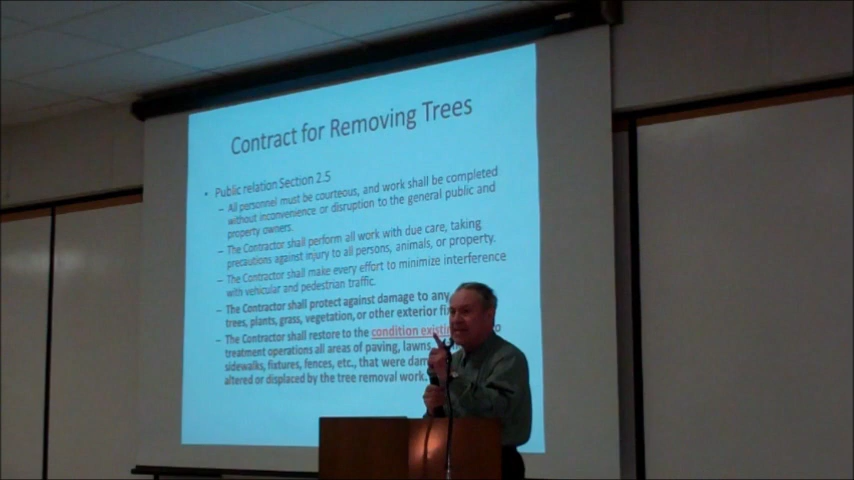 Contract for Removing Trees
• Public relation Section 2.5
– All personnel must be courteous, and work shall be completed
without inconvenience or disruption to the general public and
property owners.
– The Contractor shall perform all work with due care, taking
precautions against injury to all persons, animals, or property.
– The Contractor shall make every effort to minimize interference
with vehicular and pedestrian traffic.
– The Contractor shall protect against damage to any
trees, plants, grass, vegetation, or other exterior
– The Contractor shall restore to the condition
treatment operations all areas of paving, lawns,
sidewalks, fixtures, fences, etc., that were
altered or displaced by the tree removal work.